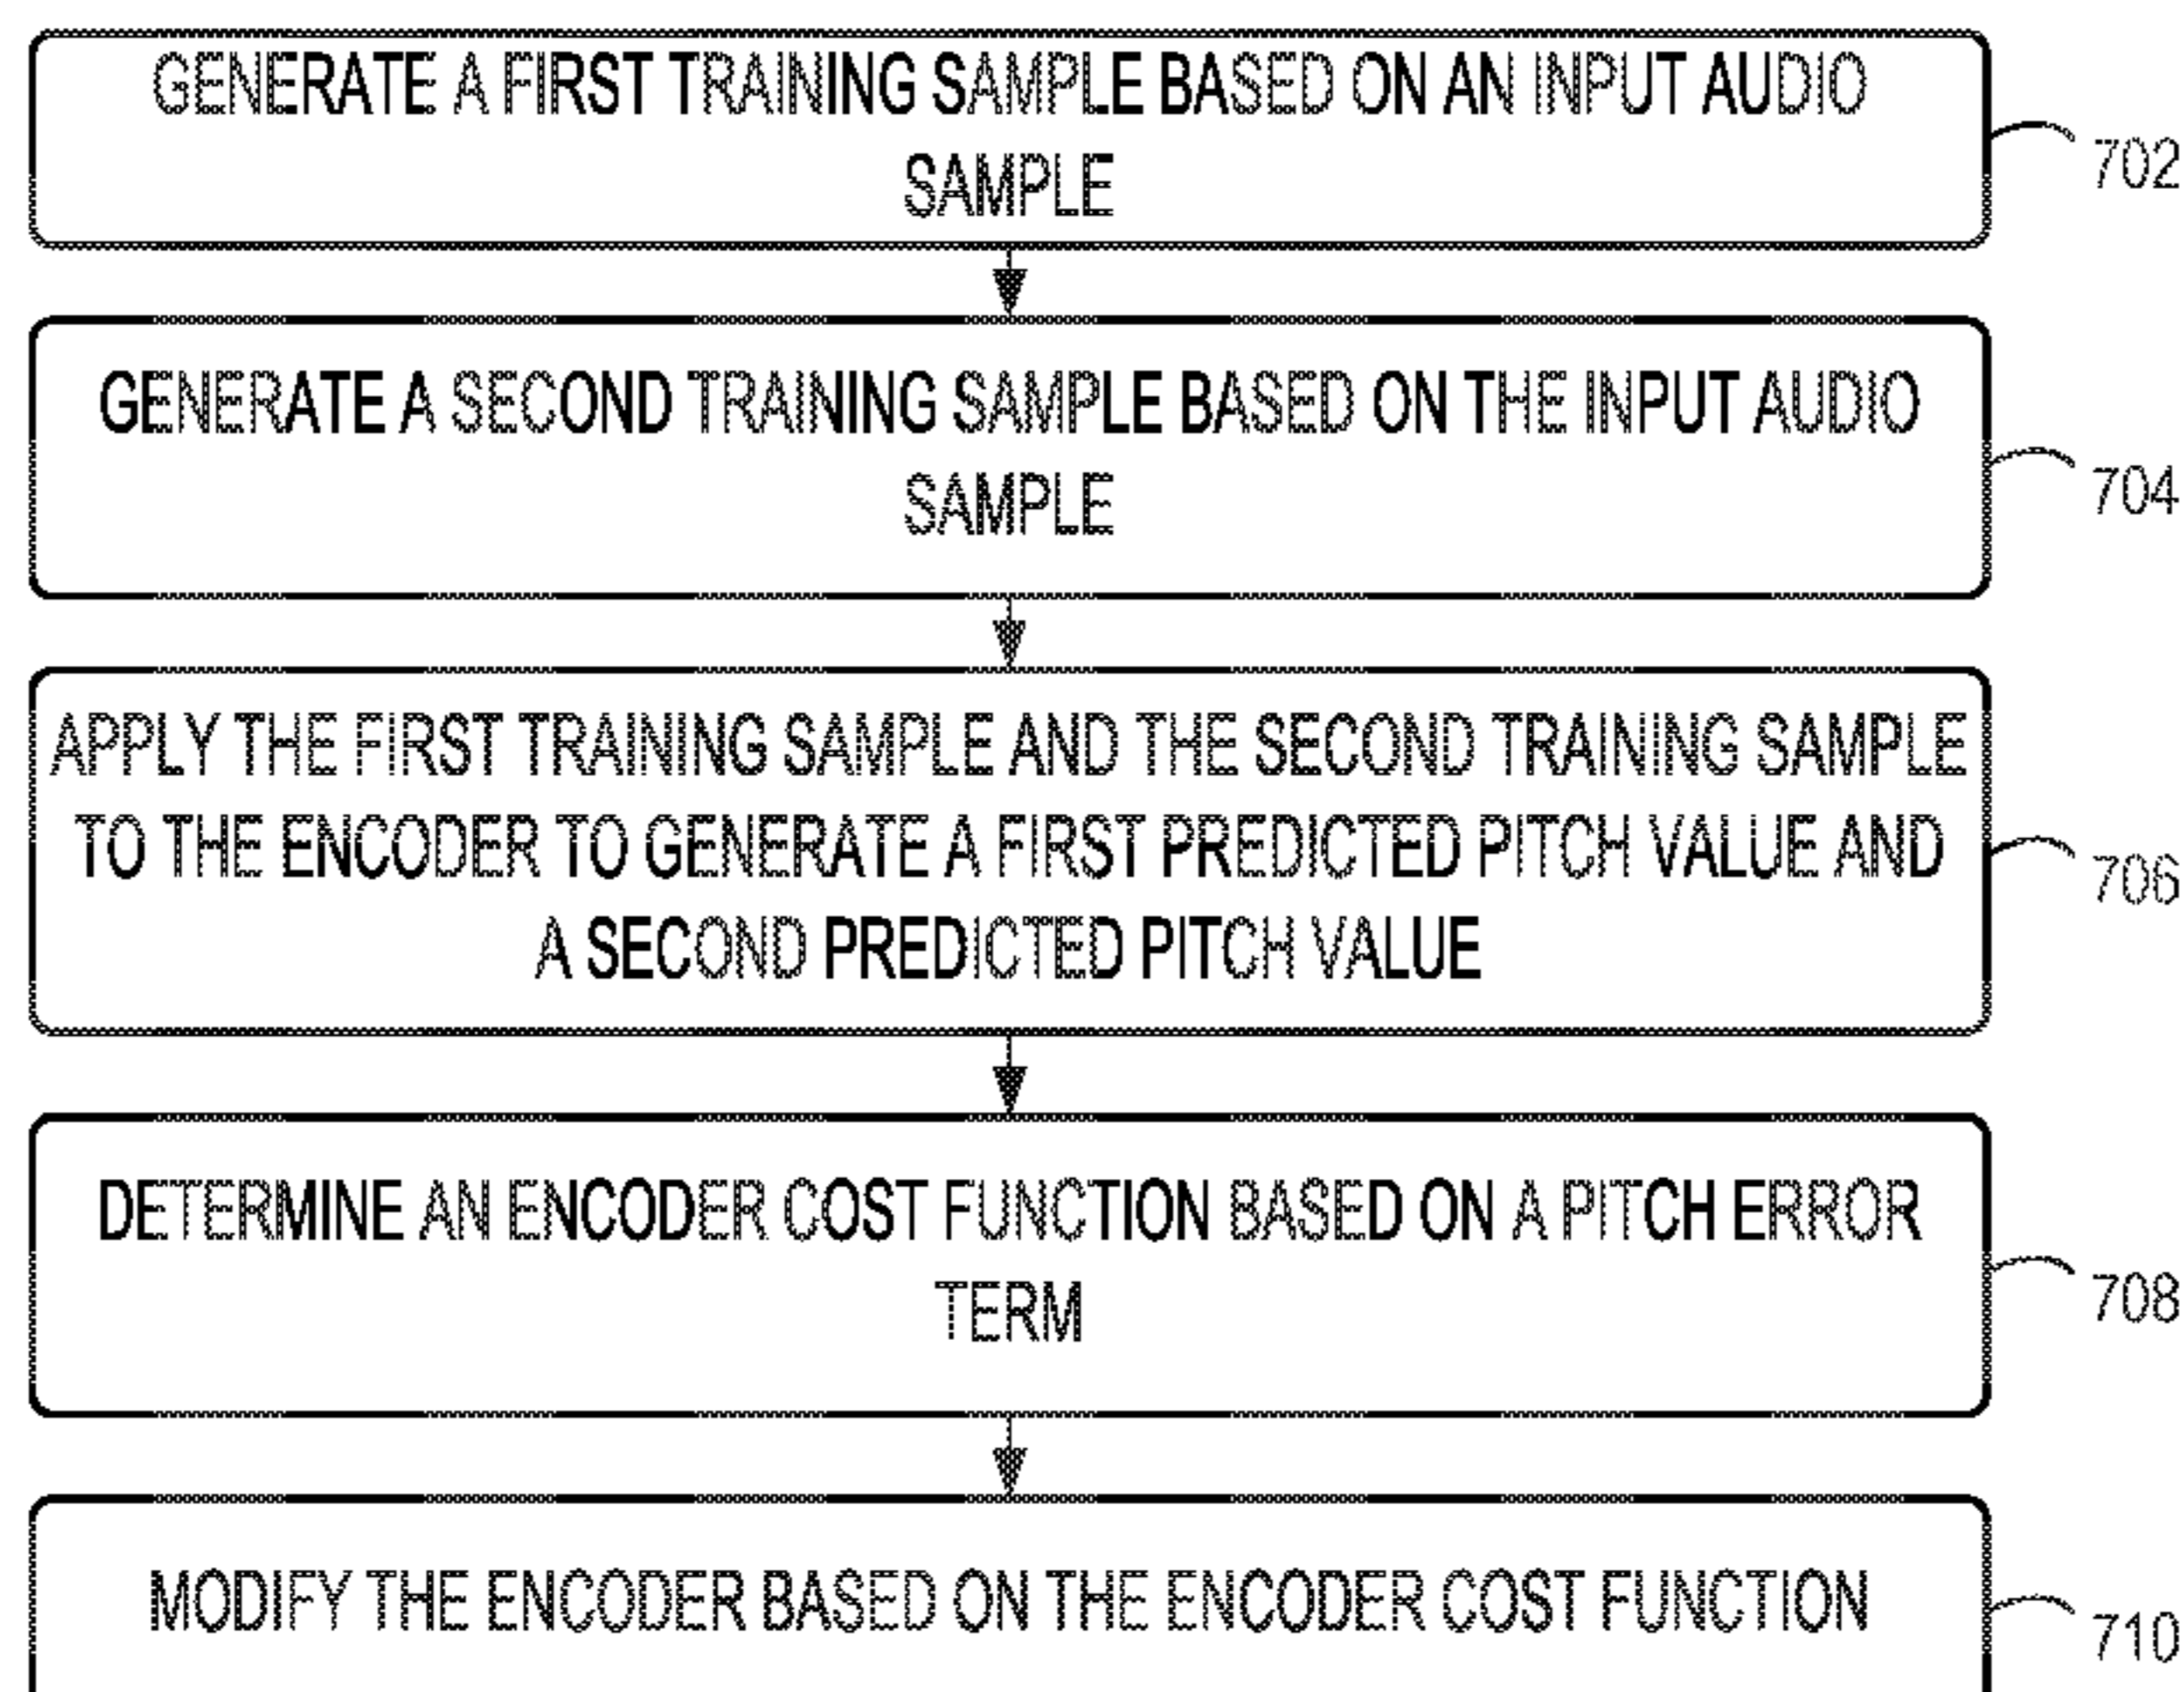 GENERATE A FIRST TRAINING SAMPLE BASED ON AN INPUT AUDIO
SAMPLE
702
GENERATE A SECOND TRAINING SAMPLE BASED ON THE INPUT AUDIO
SAMPLE
704
APPLY THE FIRST TRAINING SAMPLE AND THE SECOND TRAINING SAMPLE
TO THE ENCODER TO GENERATE A FIRST PREDICTED PITCH VALUE AND
A SECOND PREDICTED PITCH VALUE
706
DETERMINE AN ENCODER COST FUNCTION BASED ON A PITCH ERROR
TERM
708
MODIFY THE ENCODER BASED ON THE ENCODER COST FUNCTION
710